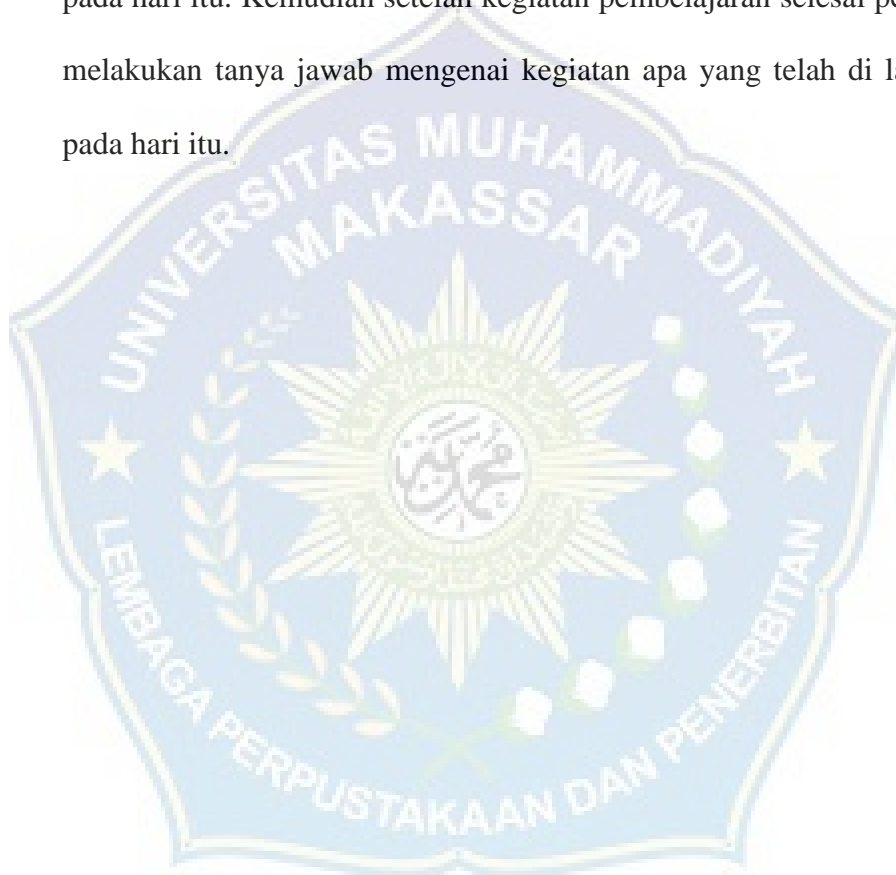 pada hari itu. Kemudian setelah kegiatan pembelajaran selesai
melakukan tanya jawab mengenai kegiatan apa yang telah di
pada hari itu.
UNIVERSITAS MUHAMMADIYAH
MAKASSAR
LEMBAGA PERPUSTAKAAN DAN PENERBITAN